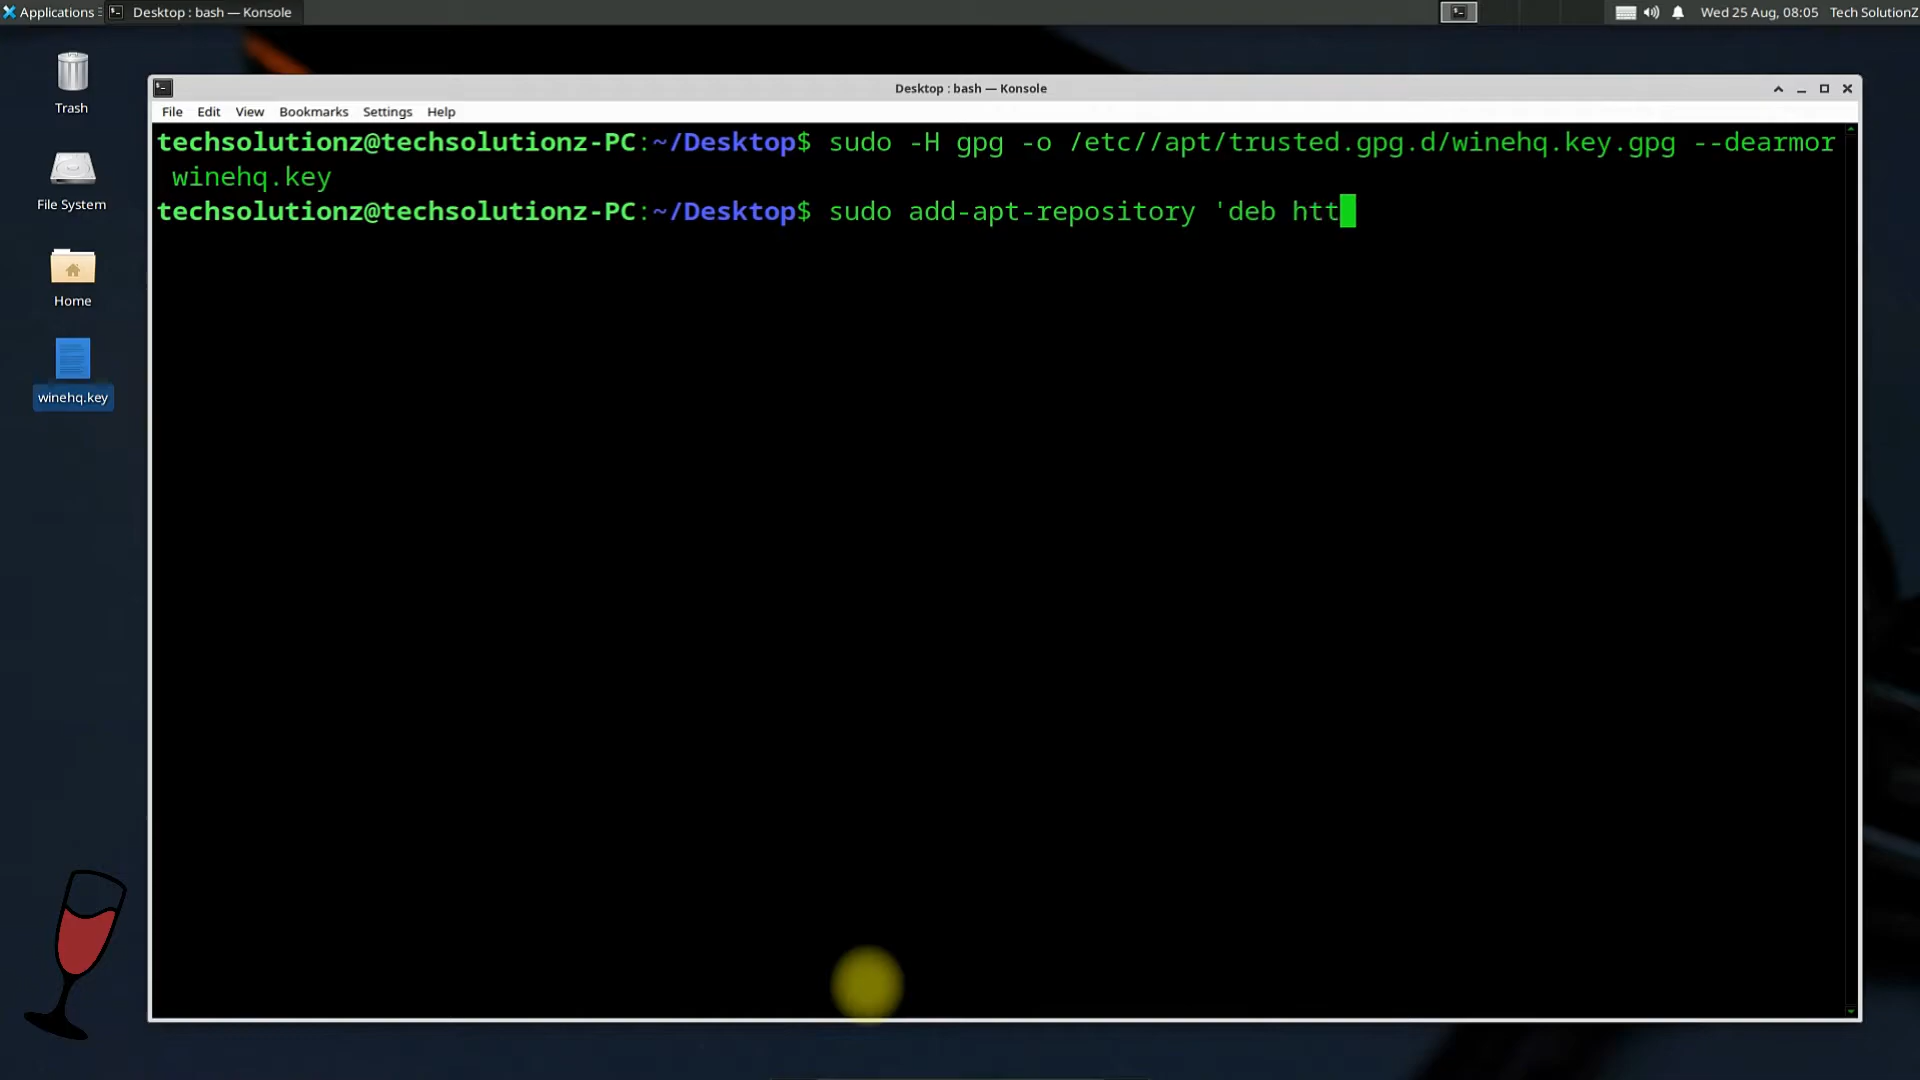 Applications
Desktop : bash — Konsole
Wed 25 Aug, 08:05
Tech SolutionZ
Trash
File System
Home
winehq.key
Desktop : bash — Konsole
File Edit View Bookmarks Settings Help
techsolutionz@techsolutionz-PC:~/Desktop$ sudo -H gpg -o /etc//apt/trusted.gpg.d/winehq.key.gpg --dearmor
winehq.key
techsolutionz@techsolutionz-PC:~/Desktop$ sudo add-apt-repository 'deb htt